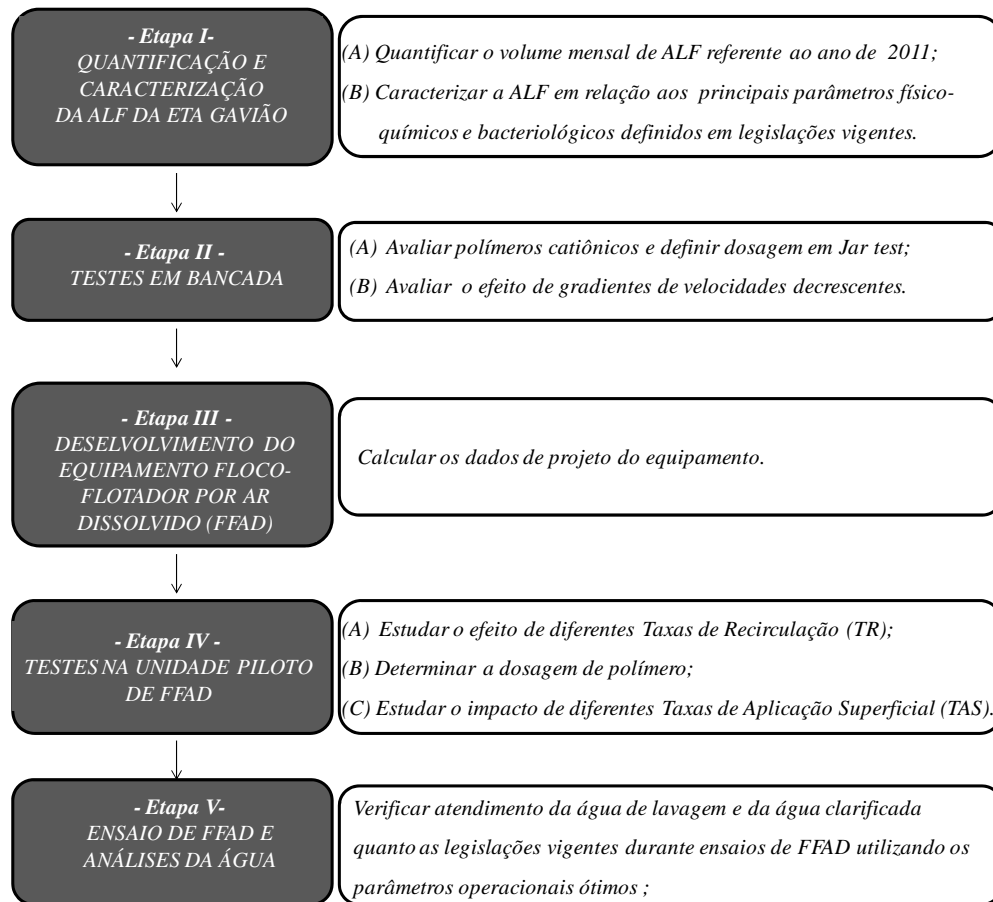 - Etapa I-
QUANTIFICAÇÃO E
CARACTERIZAÇÃO
DA ALF DA ETA GAVIÃO
(A) Quantificar o volume mensal de ALF referente ao ano de 2011;
(B) Caracterizar a ALF em relação aos principais parâmetros físico-
químicos e bacteriológicos definidos em legislações vigentes.
- Etapa II -
TESTES EM BANCADA
(A) Avaliar polímeros catiônicos e definir dosagem em Jar test;
(B) Avaliar o efeito de gradientes de velocidades decrescentes.
- Etapa III -
DESELVOLVIMENTO DO
EQUIPAMENTO FLOCO-
FLOTADOR POR AR
DISSOLVIDO (FFAD)
Calcular os dados de projeto do equipamento.
- Etapa IV -
TESTES NA UNIDADE PILOTO
DE FFAD
(A) Estudar o efeito de diferentes Taxas de Recirculação (TR);
(B) Determinar a dosagem de polímero;
(C) Estudar o impacto de diferentes Taxas de Aplicação Superficial (TAS).
- Etapa V-
ENSAIO DE FFAD E
ANÁLISES DA ÁGUA
Verificar atendimento da água de lavagem e da água clarificada
quanto as legislações vigentes durante ensaios de FFAD utilizando os
parâmetros operacionais ótimos ;